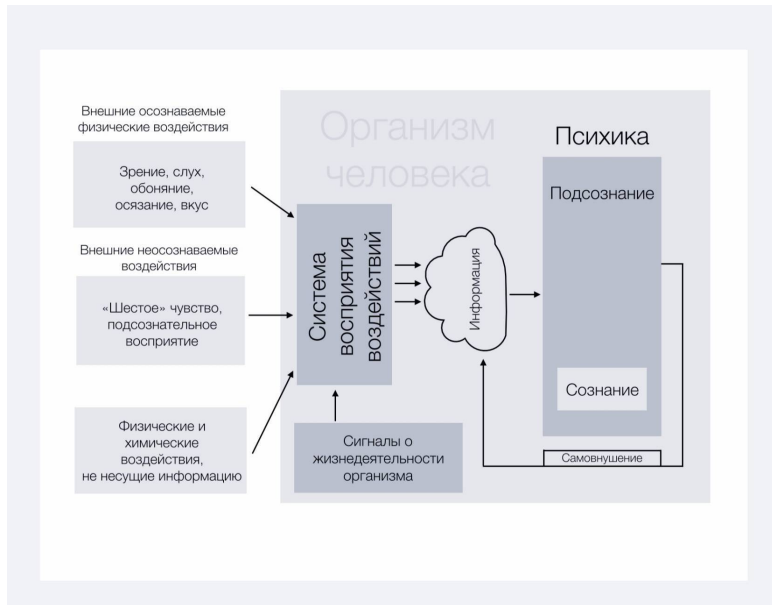 Внешние осознаваемые
физические воздействия
Зрение, слух,
обоняние,
осязание, вкус
Внешние неосознаваемые
воздействия
«Шестое» чувство,
подсознательное
восприятие
Физические и
химические
воздействия,
не несущие информацию
Организм
человека
Система
восприятия
воздействий
Сигналы о
жизнедеятельности
организма
Информация
Психика
Подсознание
Сознание
Самовнушение